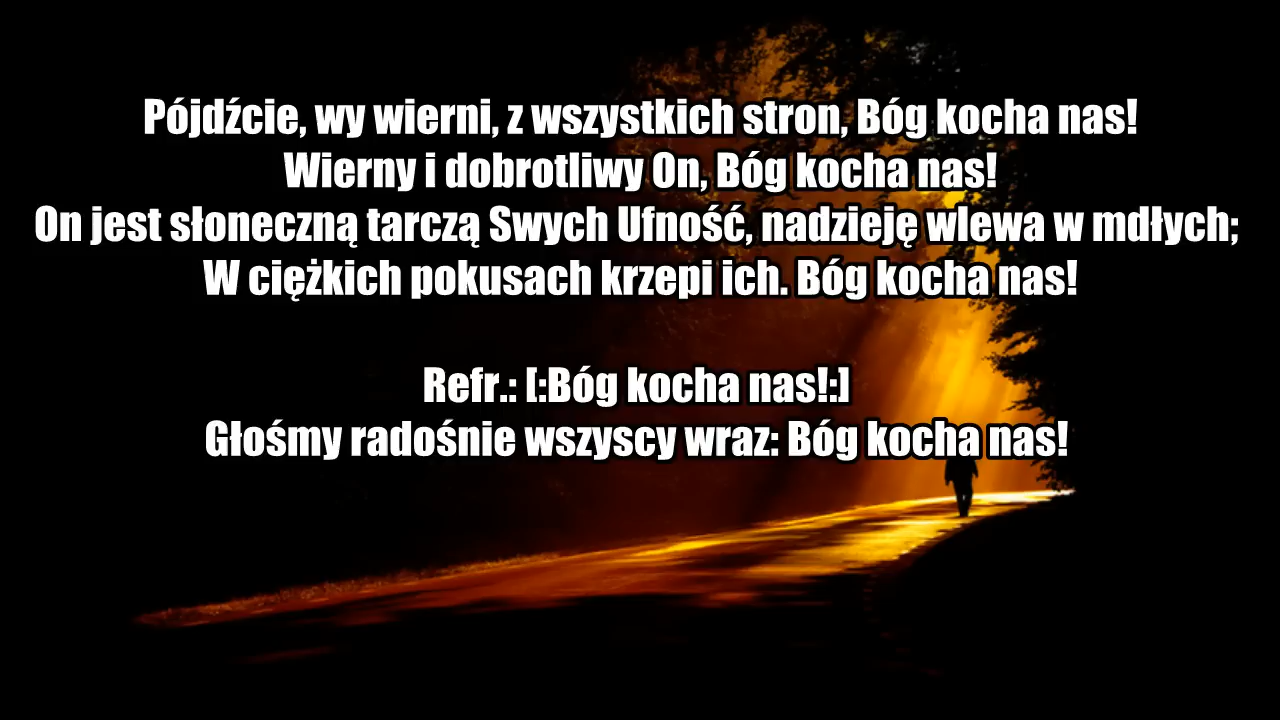 Pójdźcie, wy wierni, z wszystkich stron, Bóg kocha nas!
Wierny i dobrotliwy On, Bóg kocha nas!
On jest słoneczną tarczą Swych Ufność, nadzieję wlewa w mdłych;
W ciężkich pokusach krzepi ich. Bóg kocha nas!
Refr.: [:Bóg kocha nas!:]
Głośmy radośnie wszyscy wraz: Bóg kocha nas!